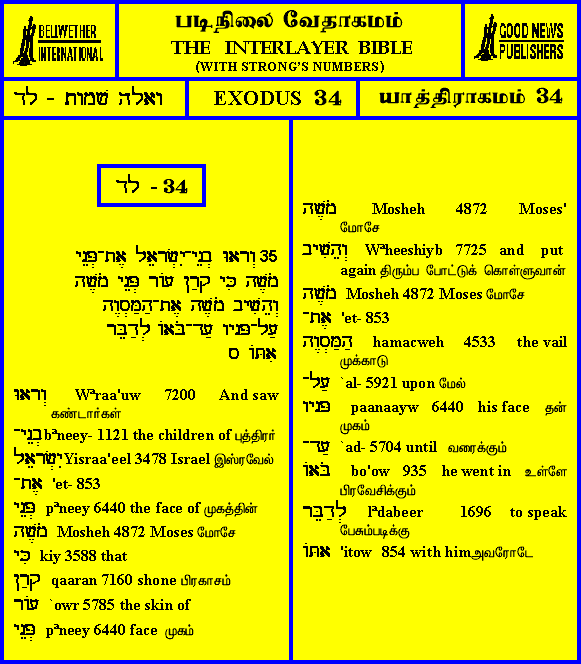 BELLWETHER
INTERNATIONAL
படிநிலை வேதாகமம்
THE INTERLAYER BIBLE
(WITH STRONG'S NUMBERS)
GOOD NEWS
PUBLISHERS
ואלה שמות - לד
EXODUS 34
யாத்திராகமம் 34
לד - 34
35 וְרָאוּ בְנֵי־יִשְׂרָאֵל אֶת־פְּנֵי
מֹשֶׁה כִּי קָרַן עוֹר פְּנֵי מֹשֶׁה
וְהֵשִׁיב מֹשֶׁה אֶת־הַמַּסְוֶה
עַל־פָּנָיו עַד־בֹּאוֹ לְדַבֵּר
אִתּוֹ ס
וְרָאוּ Wªraa'uw 7200 And saw
கண்டார்கள்
בְנֵי־ bªneey- 1121 the children of புத்திரர்
יִשְׂרָאֵל Yisraa'eel 3478 Israel இஸ்ரவேல்
אֶת־ 'et- 853
פְּנֵי pªneey 6440 the face of முகத்தின்
מֹשֶׁה Mosheh 4872 Moses மோசே
כִּי kiy 3588 that
קָרַן qaaran 7160 shone பிரகாசம்
עוֹר `owr 5785 the skin of
פְּנֵי pªneey 6440 face முகம்
מֹשֶׁה Mosheh 4872 Moses'
மோசே
וְהֵשִׁיב Wªheeshiyb 7725 and put
again திரும்ப போட்டுக் கொள்ளுவான்
מֹשֶׁה Mosheh 4872 Moses மோசே
אֶת־ 'et- 853
הַמַּסְוֶה hamacweh 4533 the vail
முக்காடு
עַל־ `al- 5921 upon மேல்
פָּנָיו paanaayw 6440 his face தன்
முகம்
עַד־ `ad- 5704 until வரைக்கும்
בֹּאוֹ bo'ow 935 he went in உள்ளே
பிரவேசிக்கும்
לְדַבֵּר lªdabeer 1696 to speak
பேசும்படிக்கு
אִתּוֹ 'itow 854 with him அவரோடே